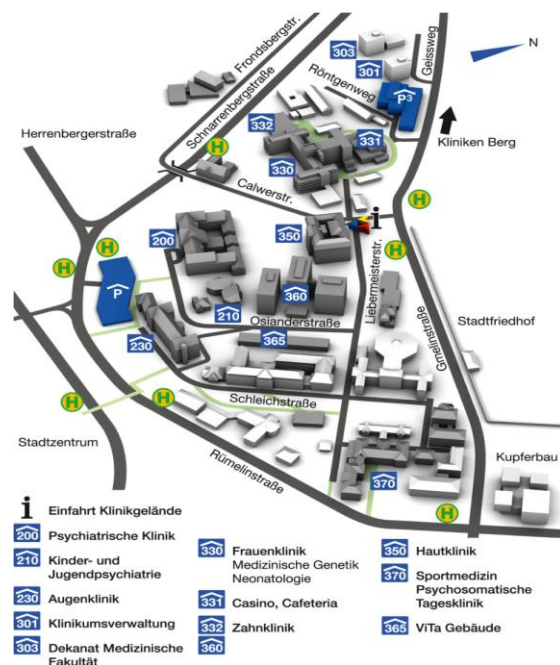 Frondsbergstr.
303
Geissweg
N
Schnarrenbergstraße
301
Röntgenweg
P3
332
Herrenbergerstraße
331
Kliniken Berg
H
330
Calwerstr.
i
H
H
200
350
H
H
Liebermeisterstr.
P
360
210
Osianderstraße
Gmelinstraße
Stadtfriedhof
230
365
H
H
Schleichstraße
Stadtzentrum
Rümelinstraße
Kupferbau
370
H
i Einfahrt Klinikgelände
200 Psychiatrische Klinik
210 Kinder- und
Jugendpsychiatrie
230 Augenklinik
301 Klinikumsverwaltung
303 Dekanat Medizinische
Fakultät
330 Frauenklinik
Medizinische Genetik
Neonatologie
331 Casino, Cafeteria
332 Zahnklinik
360
350 Hautklinik
370 Sportmedizin
Psychosomatische
Tagesklinik
365 ViTa Gebäude